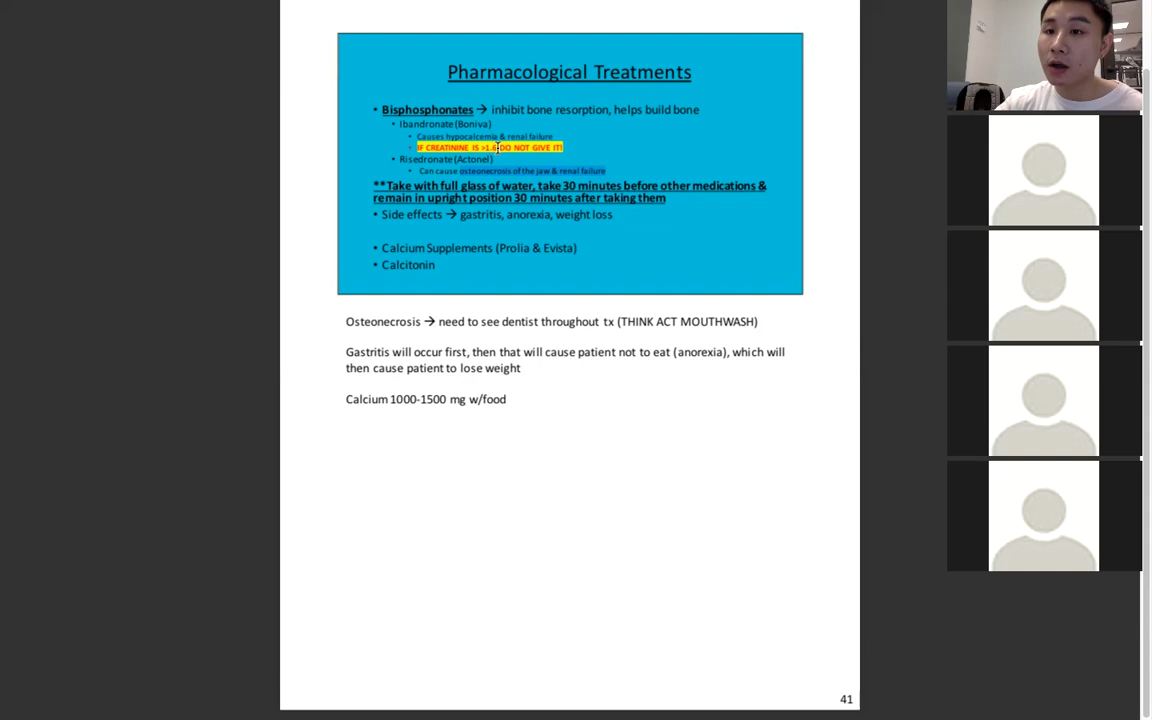 Pharmacological Treatments
• Bisphosphonates → inhibit bone resorption, helps build bone
• Ibandronate (Boniva)
• Causes hypocalcemia & renal failure
• IF CREATININE IS >1.6 DO NOT GIVE IT!
• Risedronate (Actonel)
• Can cause osteonecrosis of the jaw & renal failure
**Take with full glass of water, take 30 minutes before other medications &
remain in upright position 30 minutes after taking them
• Side effects → gastritis, anorexia, weight loss
• Calcium Supplements (Prolia & Evista)
• Calcitonin
Osteonecrosis → need to see dentist throughout tx (THINK ACT MOUTHWASH)
Gastritis will occur first, then that will cause patient not to eat (anorexia), which will
then cause patient to lose weight
Calcium 1000-1500 mg w/food
41